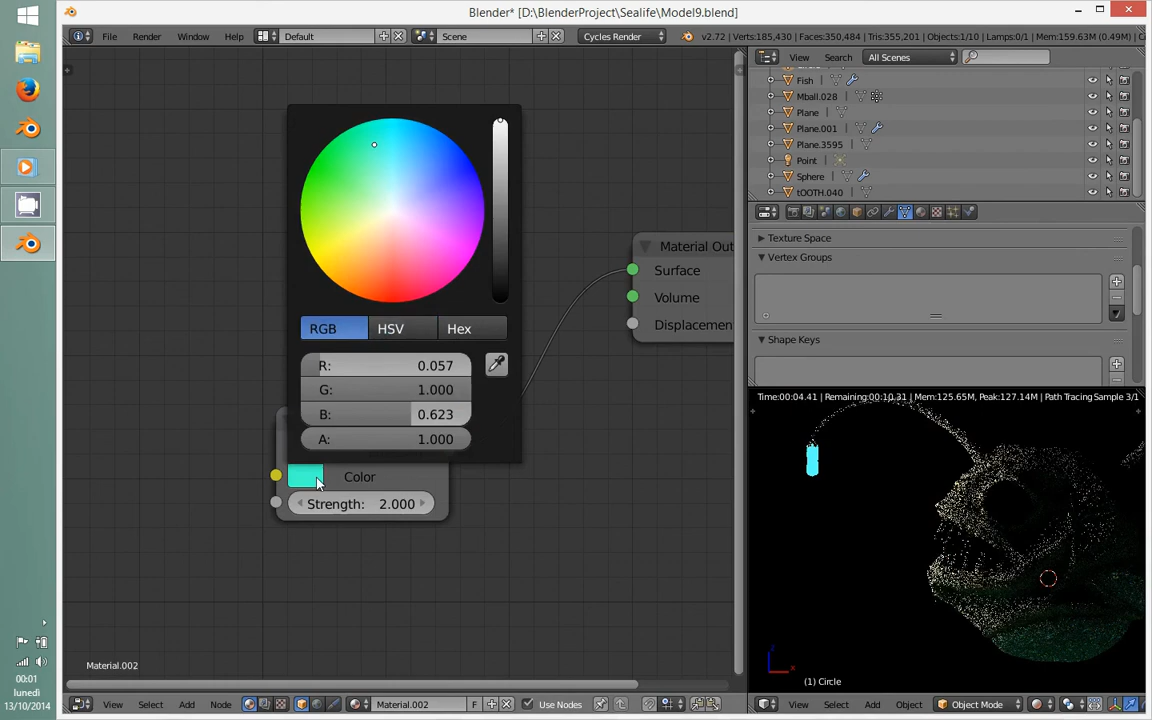 Blender* [D:\BlenderProject\Sealife\Model9.blend]
File Render Window Help Default Scene Cycles Render v2.72 | Verts:185,430 | Faces:350,484 | Tris:355,201 | Objects:1/10 | Lamps:0/1 | Mem:159.63M (0.49M) | Ci
View Search All Scenes
Fish
Mball.028
Plane
Plane.001
Plane.3595
Point
Sphere
tOOTH.040
Texture Space
Vertex Groups
Shape Keys
Material Out
Surface
Volume
Displacemen
RGB HSV Hex
R: 0.057
G: 1.000
B: 0.623
A: 1.000
Color
Strength: 2.000
Material.002
Time:00:04.41 | Remaining:00:10.31 | Mem:125.65M, Peak:127.14M | Path Tracing Sample 3/1
z
x
(1) Circle
View Select Add Node Material.002 F Use Nodes
View Select Add Object Object Mode
00:01
lunedì
13/10/2014